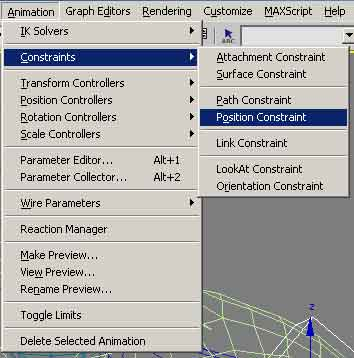 Animation Graph Editors Rendering Customize MAXScript Help
IK Solvers
Constraints
Transform Controllers
Position Controllers
Rotation Controllers
Scale Controllers
Parameter Editor... Alt+1
Parameter Collector... Alt+2
Wire Parameters
Reaction Manager
Make Preview...
View Preview...
Rename Preview...
Toggle Limits
Delete Selected Animation
ABC
Attachment Constraint
Surface Constraint
Path Constraint
Position Constraint
Link Constraint
LookAt Constraint
Orientation Constraint
z